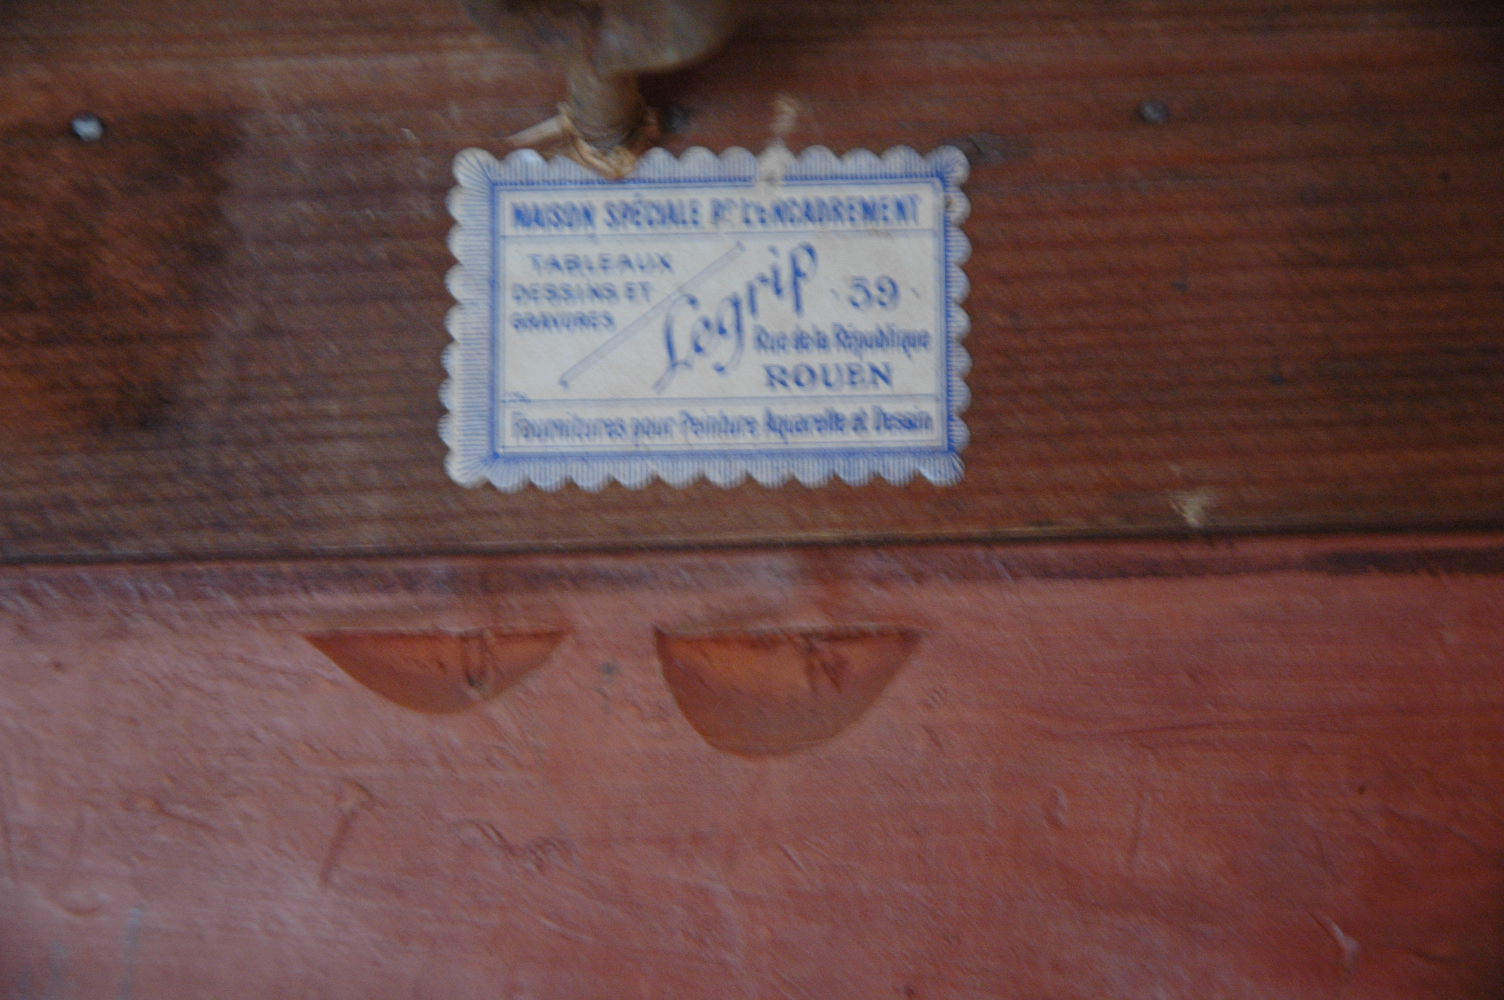 MAISON SPÉCIALE PR L'ENCADREMENT
TABLEAUX
DESSINS ET
GRAVURES
Legrip
59
Rue de la République
ROUEN
Fournitures pour Peinture Aquarelle et Dessin